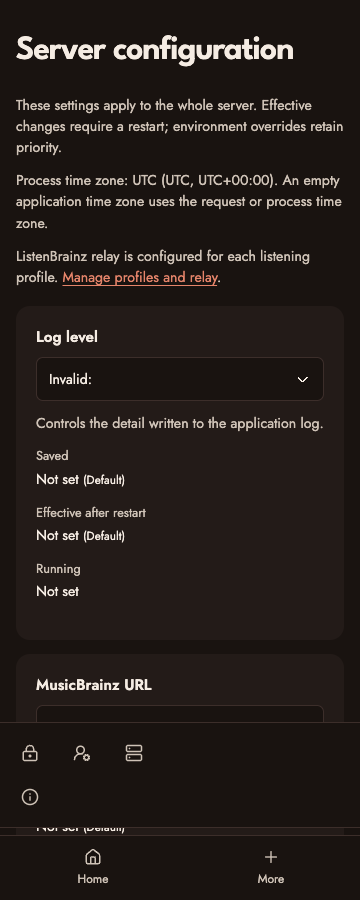 Server configuration
These settings apply to the whole server. Effective
changes require a restart; environment overrides retain
priority.
Process time zone: UTC (UTC, UTC+00:00). An empty
application time zone uses the request or process time
zone.
ListenBrainz relay is configured for each listening
profile. Manage profiles and relay.
Log level
Invalid:
Controls the detail written to the application log.
Saved
Not set (Default)
Effective after restart
Not set (Default)
Running
Not set
MusicBrainz URL
Not set (Default)
Home
More